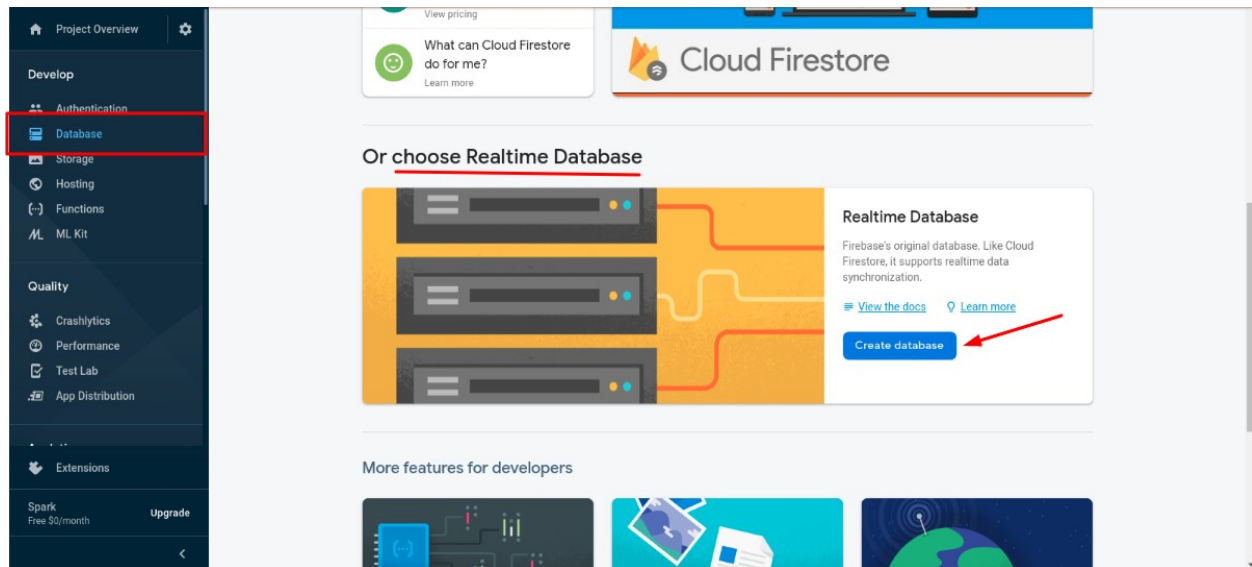 Project Overview
Develop
Authentication
Database
Storage
Hosting
Functions
ML Kit
Quality
Crashlytics
Performance
Test Lab
App Distribution
Extensions
Spark
Free $0/month
Upgrade
View pricing
What can Cloud Firestore
do for me?
Learn more
Cloud Firestore
Or choose Realtime Database
Realtime Database
Firebase's original database. Like Cloud
Firestore, it supports realtime data
synchronization.
View the docs
Learn more
Create database
More features for developers